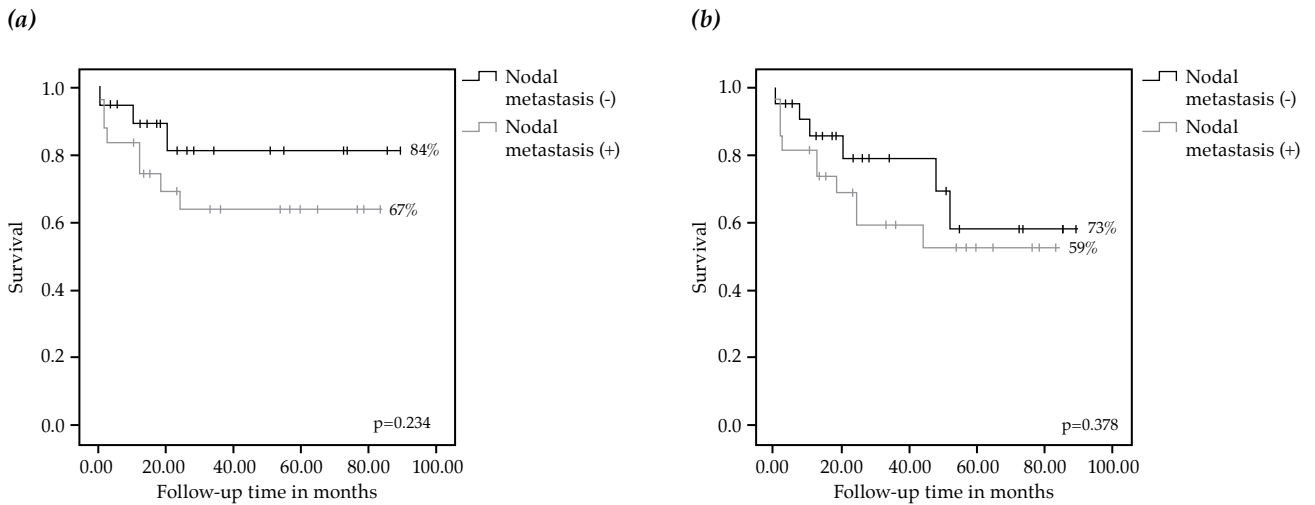 (a)
1.0
0.8
0.6
0.4
0.2
0.0
Survival
0.00 20.00 40.00 60.00 80.00 100.00
Follow-up time in months
84%
67%
p=0.234
Nodal
metastasis (-)
Nodal
metastasis (+)
(b)
1.0
0.8
0.6
0.4
0.2
0.0
Survival
0.00 20.00 40.00 60.00 80.00 100.00
Follow-up time in months
73%
59%
p=0.378
Nodal
metastasis (-)
Nodal
metastasis (+)